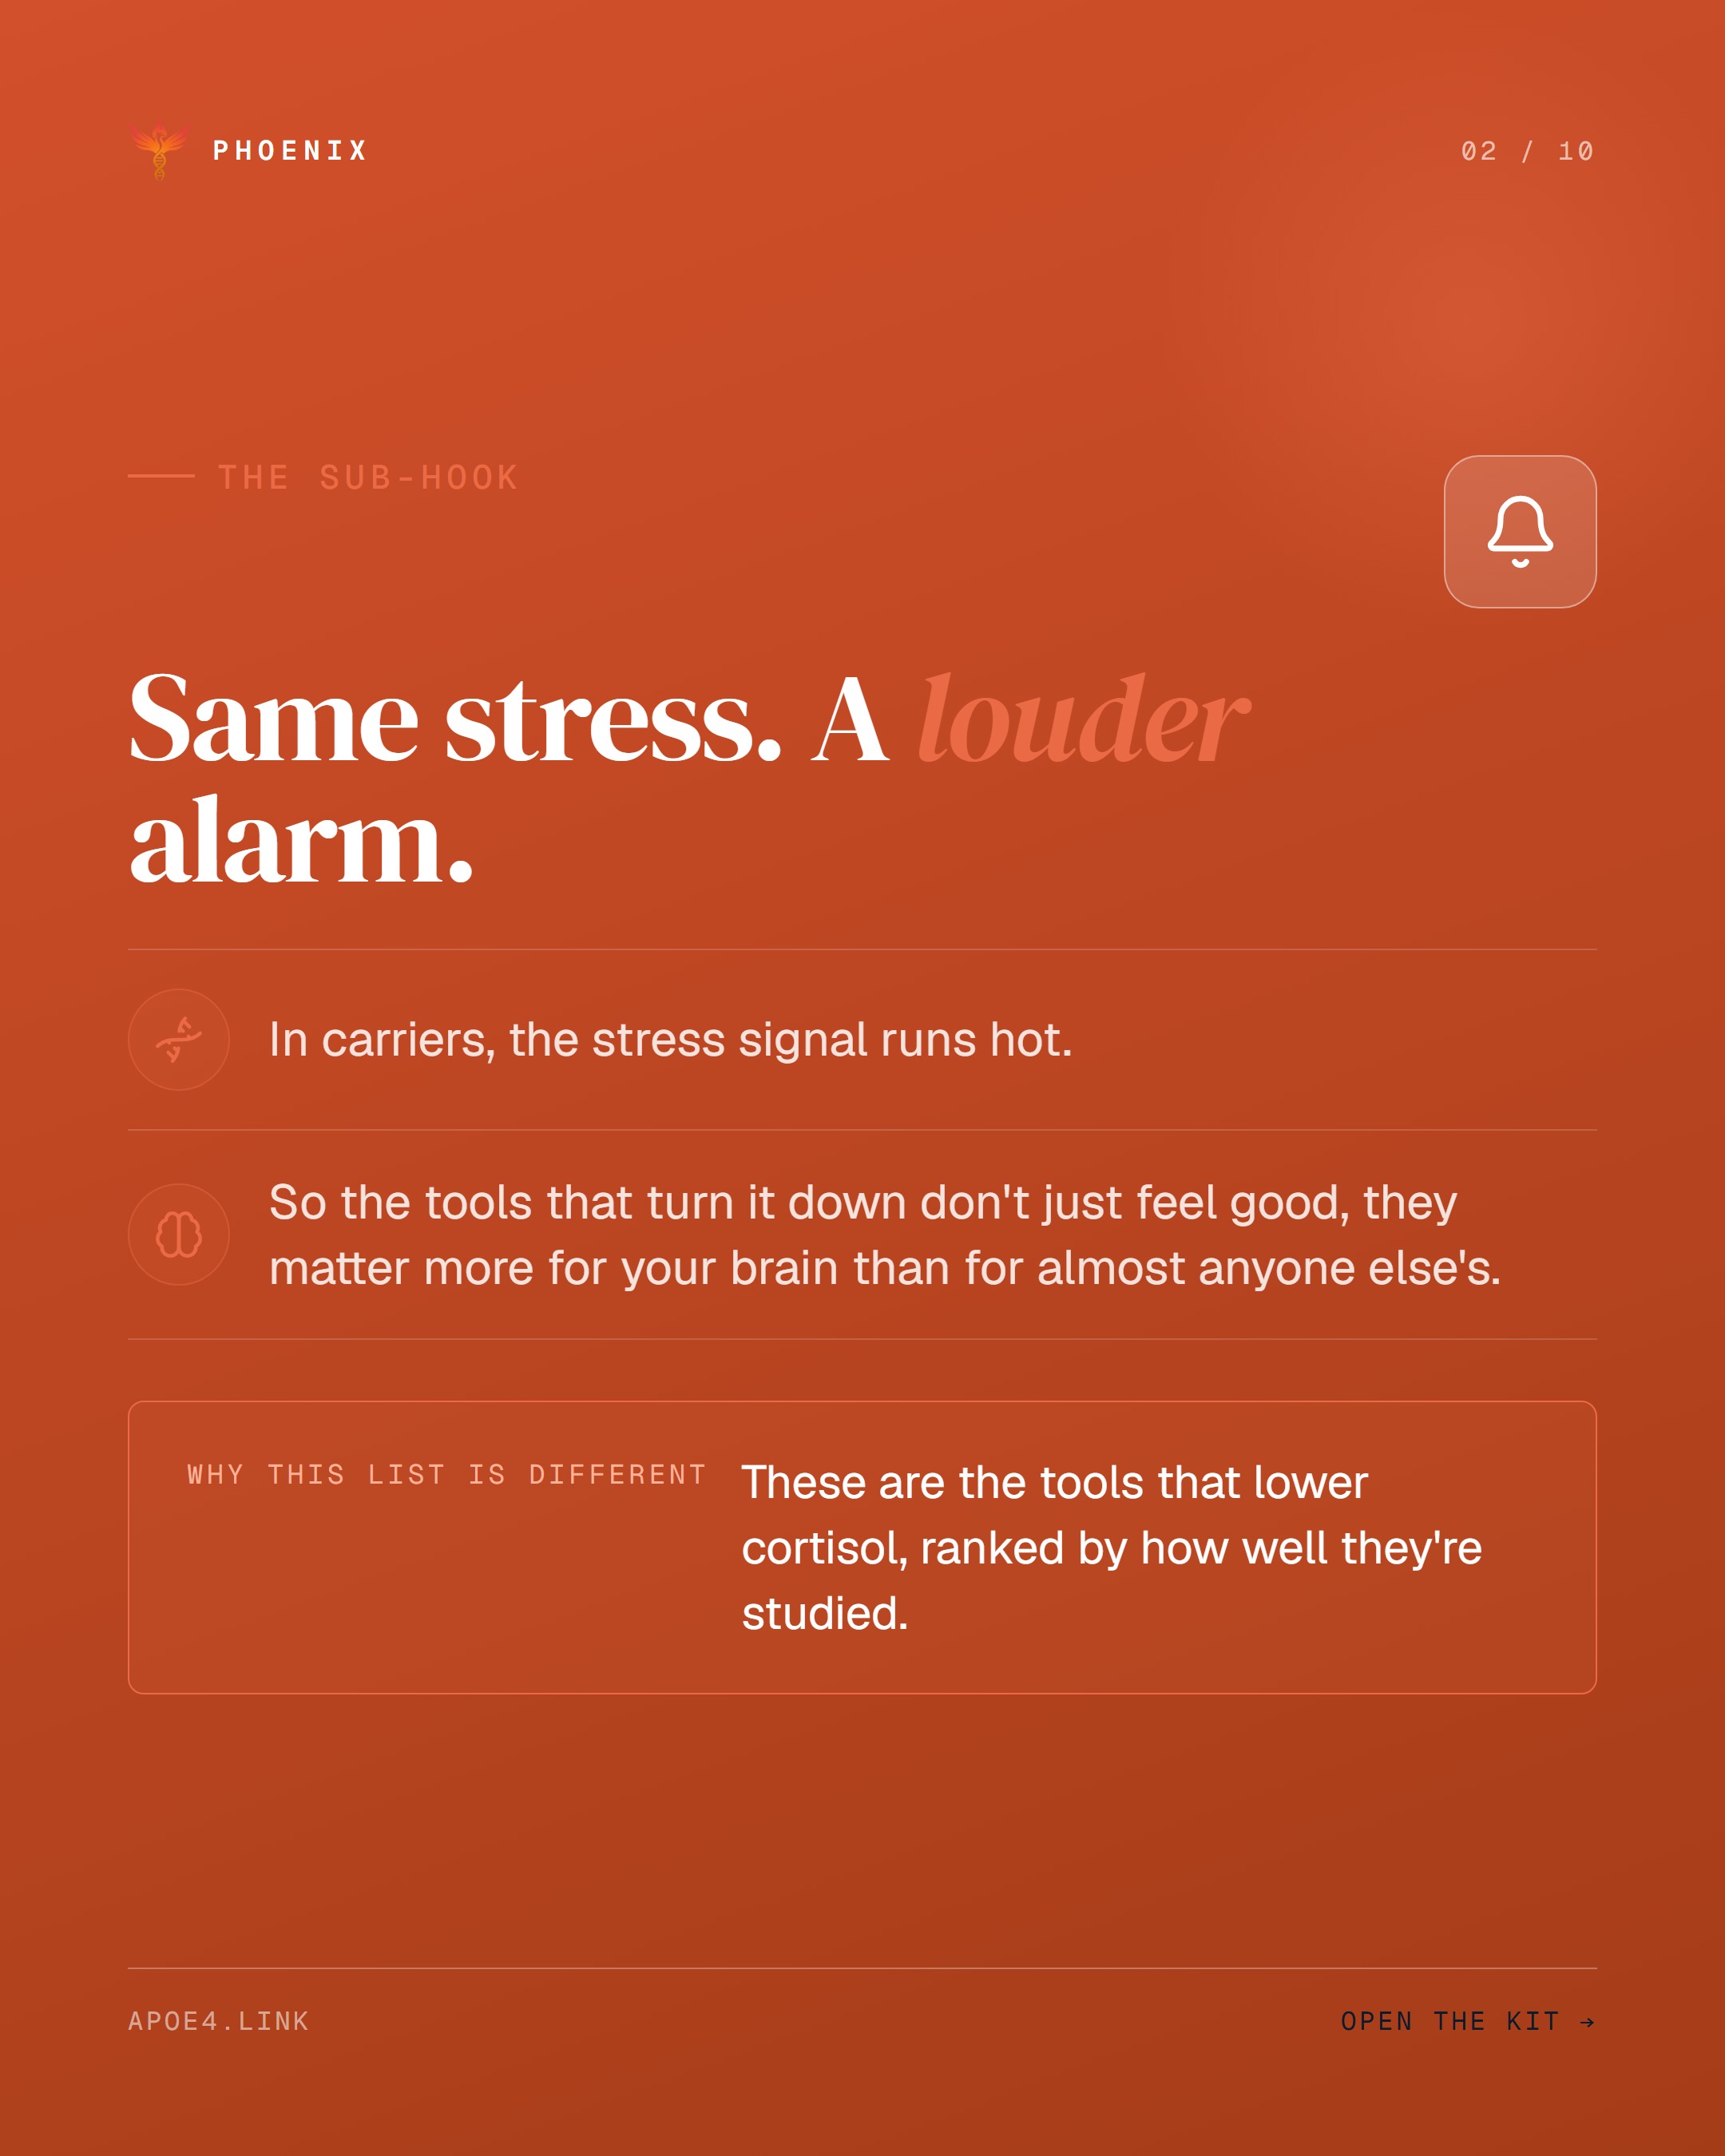 PHOENIX
02 / 10
THE SUB-HOOK
Same stress. A louder
alarm.
In carriers, the stress signal runs hot.
So the tools that turn it down don't just feel good, they
matter more for your brain than for almost anyone else's.
WHY THIS LIST IS DIFFERENT
These are the tools that lower
cortisol, ranked by how well they're
studied.
APOE4.LINK
OPEN THE KIT →